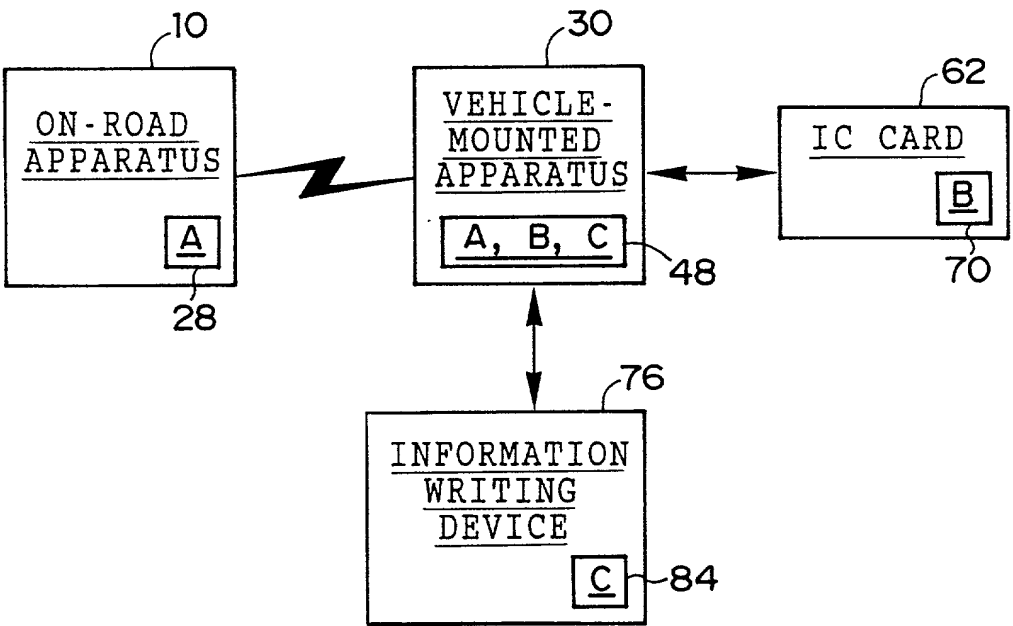 10
ON-ROAD
APPARATUS
A
28
30
VEHICLE-
MOUNTED
APPARATUS
A, B, C
48
62
IC CARD
B
70
76
INFORMATION
WRITING
DEVICE
C
84